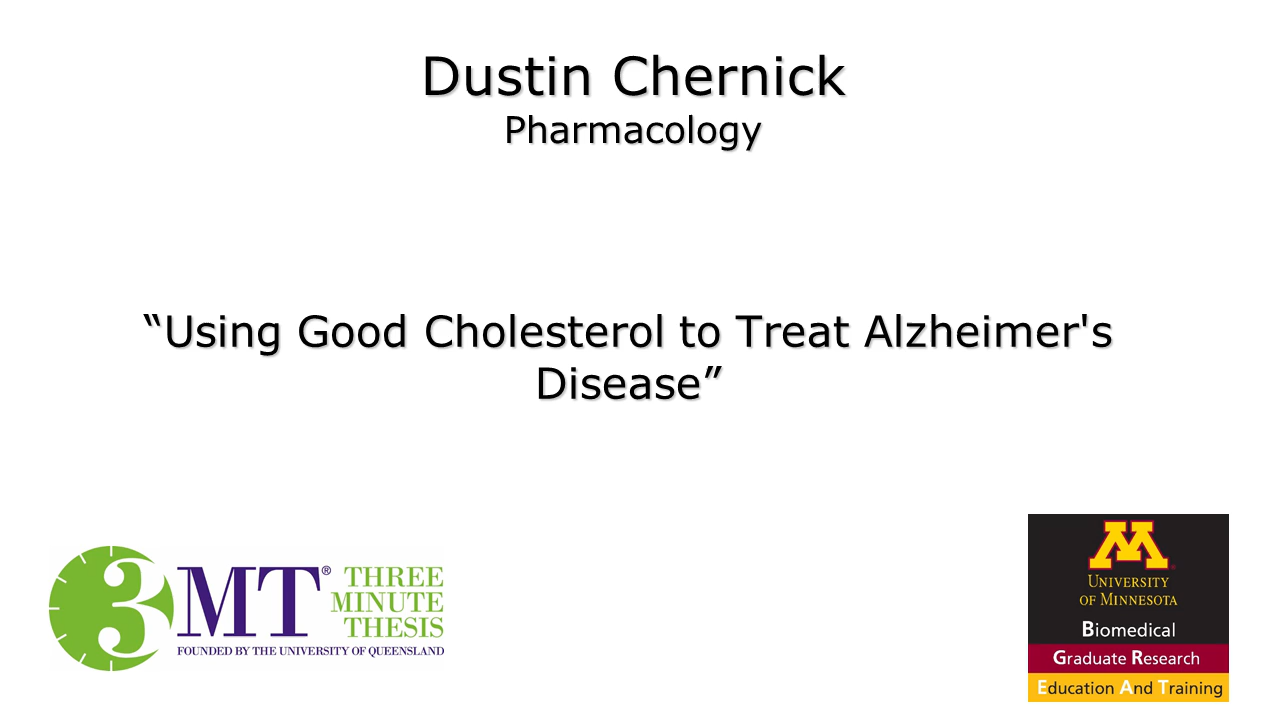 Dustin Chernick
Pharmacology
“Using Good Cholesterol to Treat Alzheimer's
Disease”
3MT® THREE
MINUTE
THESIS
FOUNDED BY THE UNIVERSITY OF QUEENSLAND
M
UNIVERSITY
OF MINNESOTA
Biomedical
Graduate Research
Education And Training